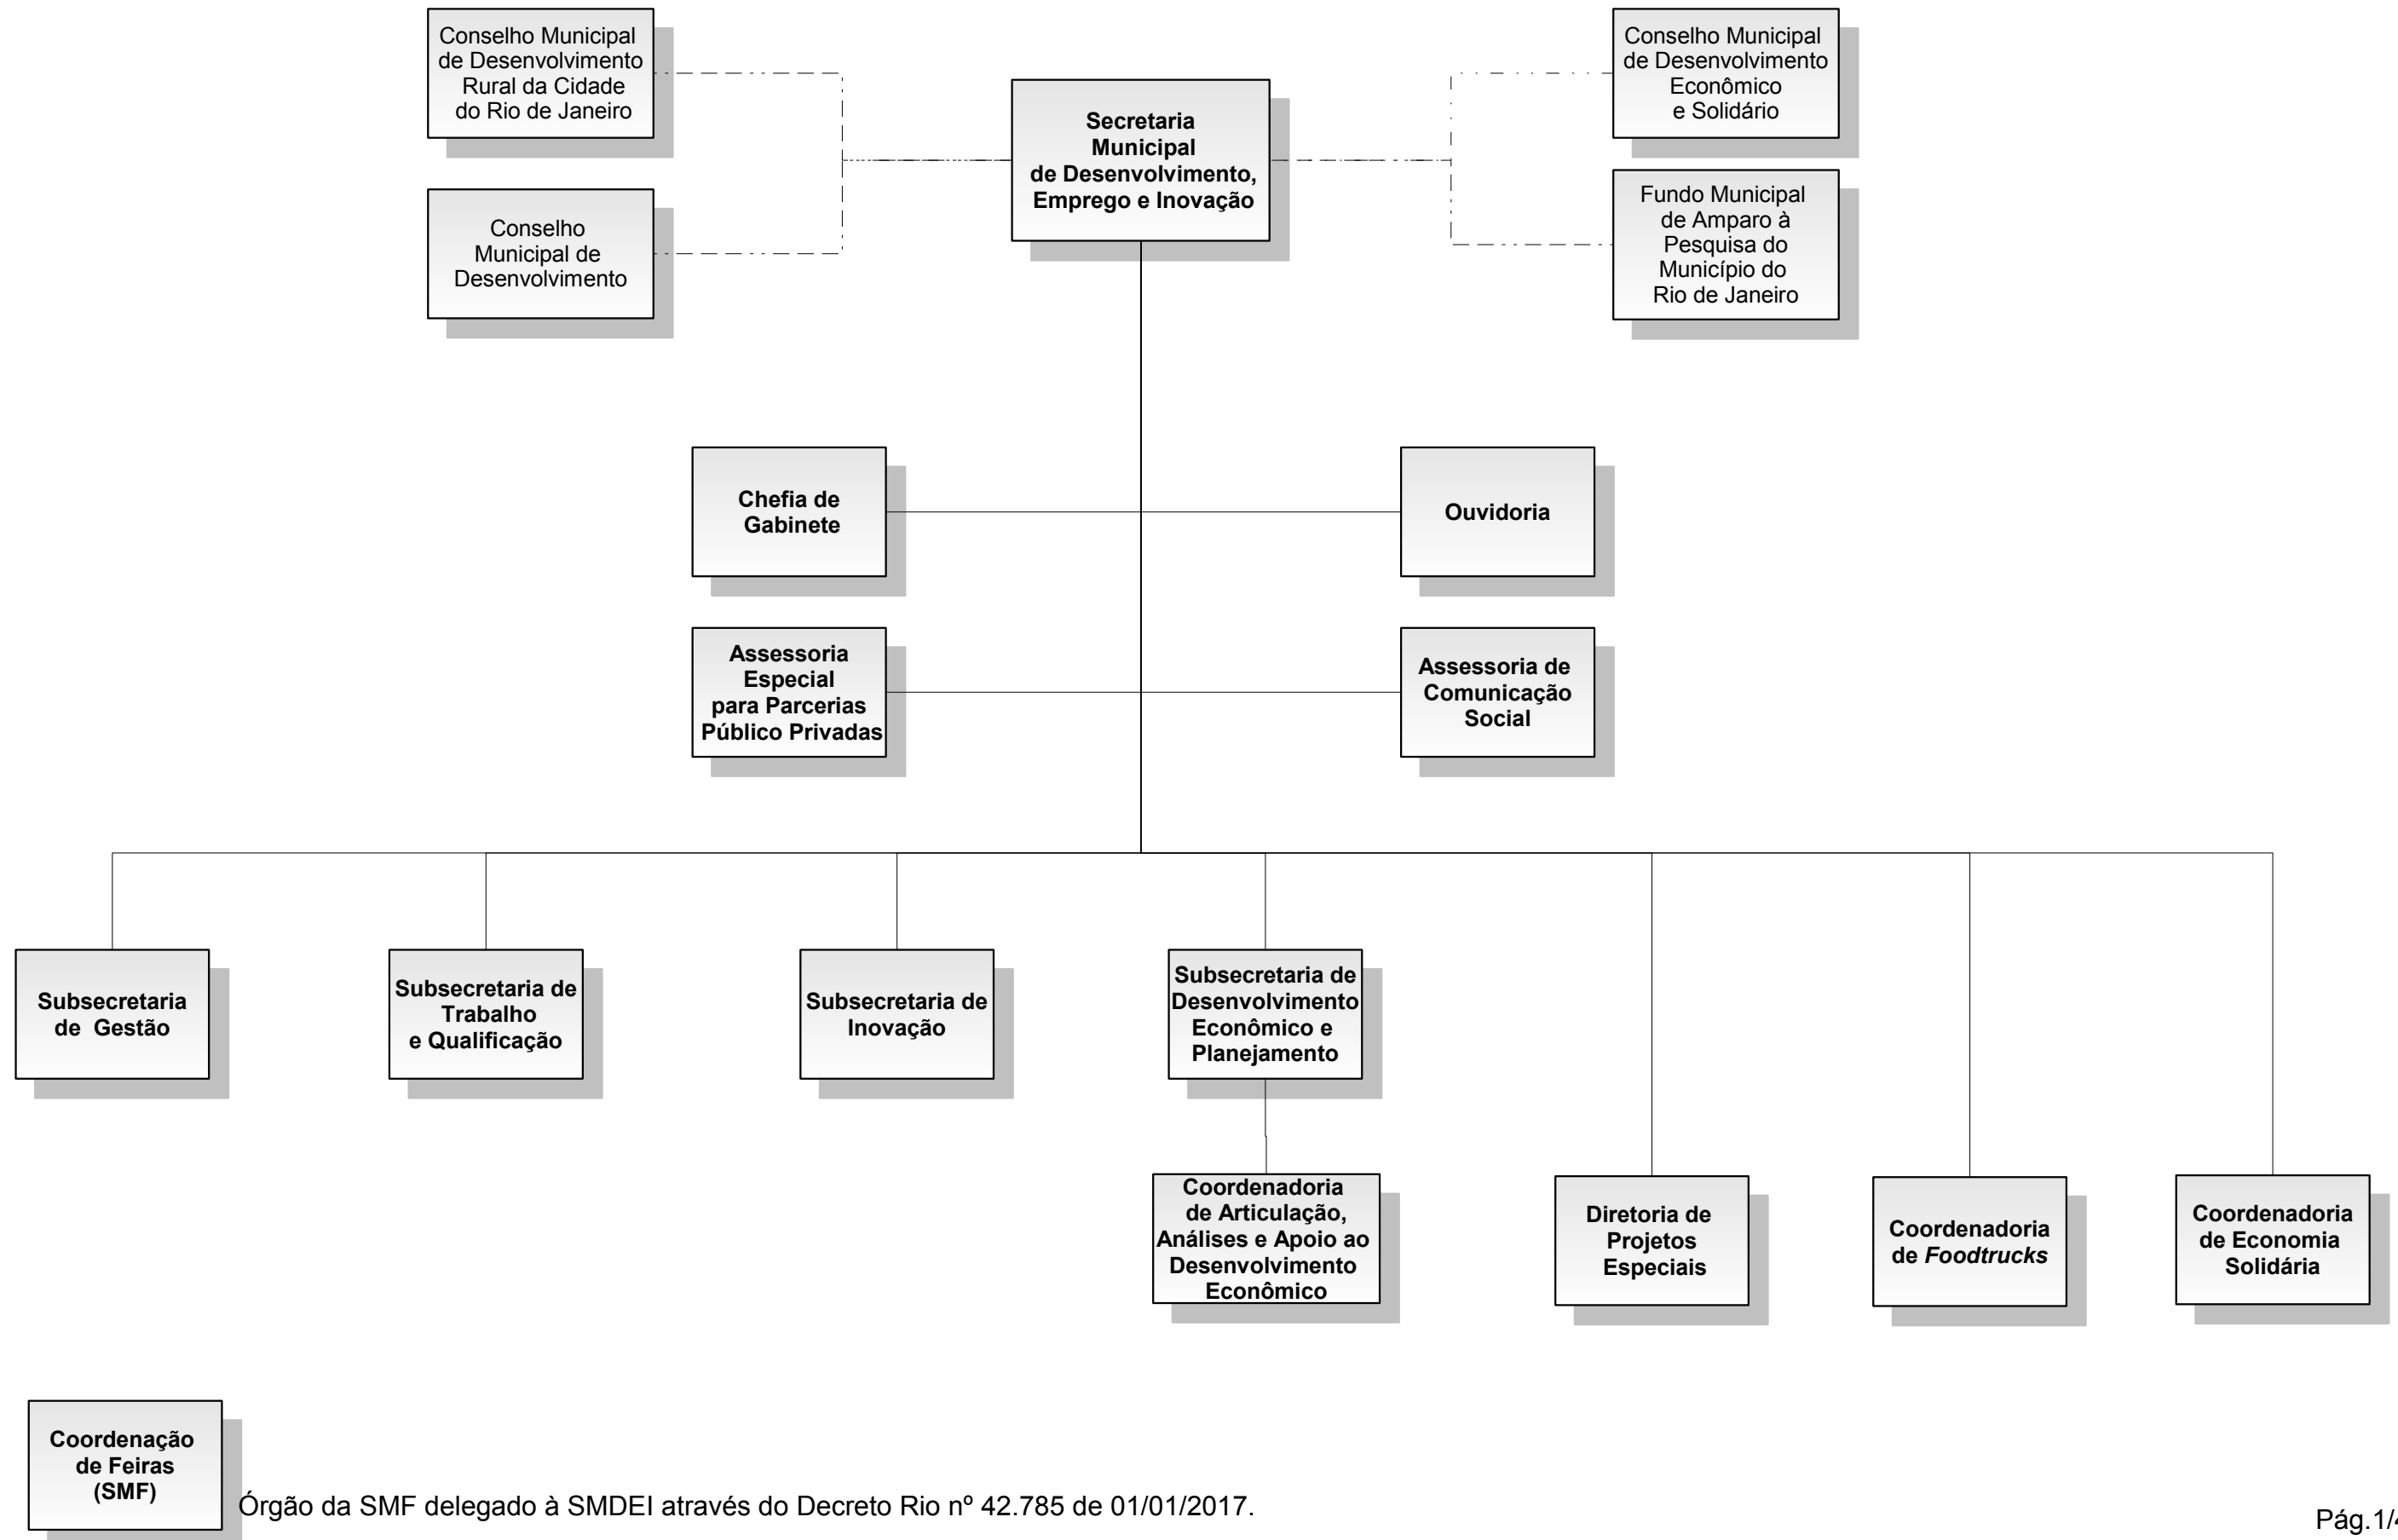 Conselho Municipal
de Desenvolvimento
Rural da Cidade
do Rio de Janeiro
Conselho
Municipal de
Desenvolvimento
Secretaria
Municipal
de Desenvolvimento,
Emprego e Inovação
Conselho Municipal
de Desenvolvimento
Econômico
e Solidário
Fundo Municipal
de Amparo à
Pesquisa do
Município do
Rio de Janeiro
Chefia de
Gabinete
Ouvidoria
Assessoria
Especial
para Parcerias
Público Privadas
Assessoria de
Comunicação
Social
Subsecretaria
de Gestão
Subsecretaria de
Trabalho
e Qualificação
Subsecretaria de
Inovação
Subsecretaria de
Desenvolvimento
Econômico e
Planejamento
Coordenadoria
de Articulação,
Análises e Apoio ao
Desenvolvimento
Econômico
Diretoria de
Projetos
Especiais
Coordenadoria
de Foodtrucks
Coordenadoria
de Economia
Solidária
Coordenação
de Feiras
(SMF)
Órgão da SMF delegado à SMDEI através do Decreto Rio nº 42.785 de 01/01/2017.
Pág.1/